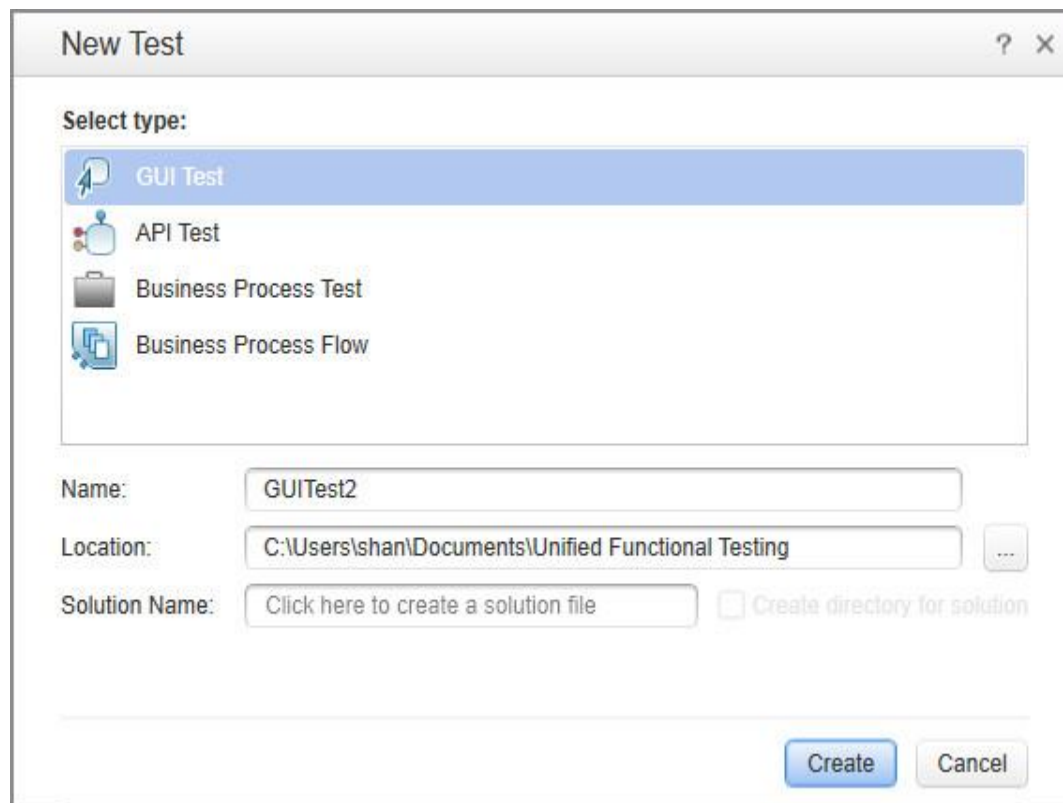 New Test ? ×
Select type:
GUI Test
API Test
Business Process Test
Business Process Flow
Name: GUITest2
Location: C:\Users\shan\Documents\Unified Functional Testing ...
Solution Name: Click here to create a solution file Create directory for solution
Create Cancel